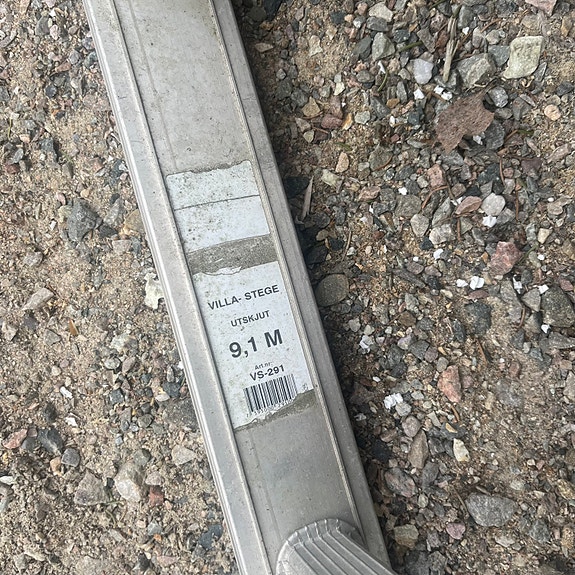 VILLA- STEGE
UTSKJUT
9,1 M
Art nr:
VS-291